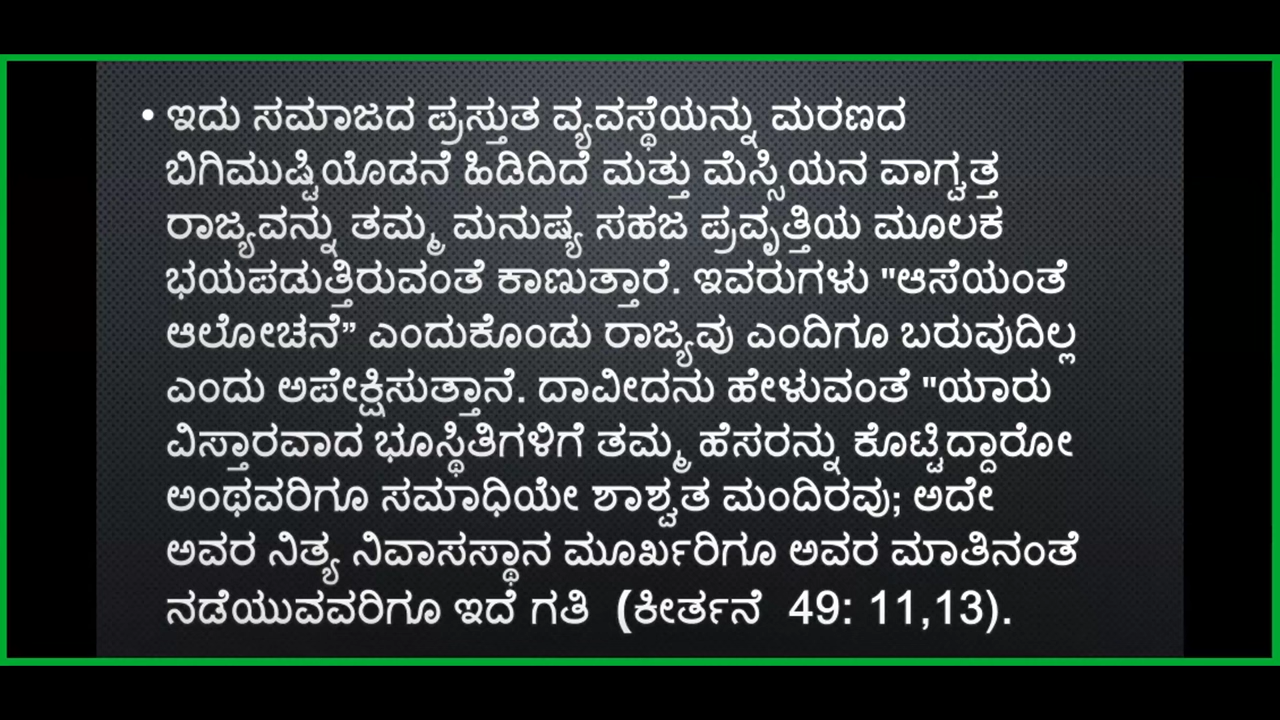 • ಇದು ಸಮಾಜದ ಪ್ರಸ್ತುತ ವ್ಯವಸ್ಥೆಯನ್ನು ಮರಣದ
ಬಿಗಿಮುಷ್ಟಿಯೊಡನೆ ಹಿಡಿದಿದೆ ಮತ್ತು ಮೆಸ್ಸಿಯನ ವಾಗ್ವತ್ತ
ರಾಜ್ಯವನ್ನು ತಮ್ಮ ಮನುಷ್ಯ ಸಹಜ ಪ್ರವೃತ್ತಿಯ ಮೂಲಕ
ಭಯಪಡುತ್ತಿರುವಂತೆ ಕಾಣುತ್ತಾರೆ. ಇವರುಗಳು "ಆಸೆಯಂತೆ
ಆಲೋಚನೆ” ಎಂದುಕೊಂಡು ರಾಜ್ಯವು ಎಂದಿಗೂ ಬರುವುದಿಲ್ಲ
ಎಂದು ಅಪೇಕ್ಷಿಸುತ್ತಾನೆ. ದಾವೀದನು ಹೇಳುವಂತೆ "ಯಾರು
ವಿಸ್ತಾರವಾದ ಭೂಸ್ಥಿತಿಗಳಿಗೆ ತಮ್ಮ ಹೆಸರನ್ನು ಕೊಟ್ಟಿದ್ದಾರೋ
ಅಂಥವರಿಗೂ ಸಮಾಧಿಯೇ ಶಾಶ್ವತ ಮಂದಿರವು; ಅದೇ
ಅವರ ನಿತ್ಯ ನಿವಾಸಸ್ಥಾನ ಮೂರ್ಖರಿಗೂ ಅವರ ಮಾತಿನಂತೆ
ನಡೆಯುವವರಿಗೂ ಇದೆ ಗತಿ (ಕೀರ್ತನೆ 49: 11,13).